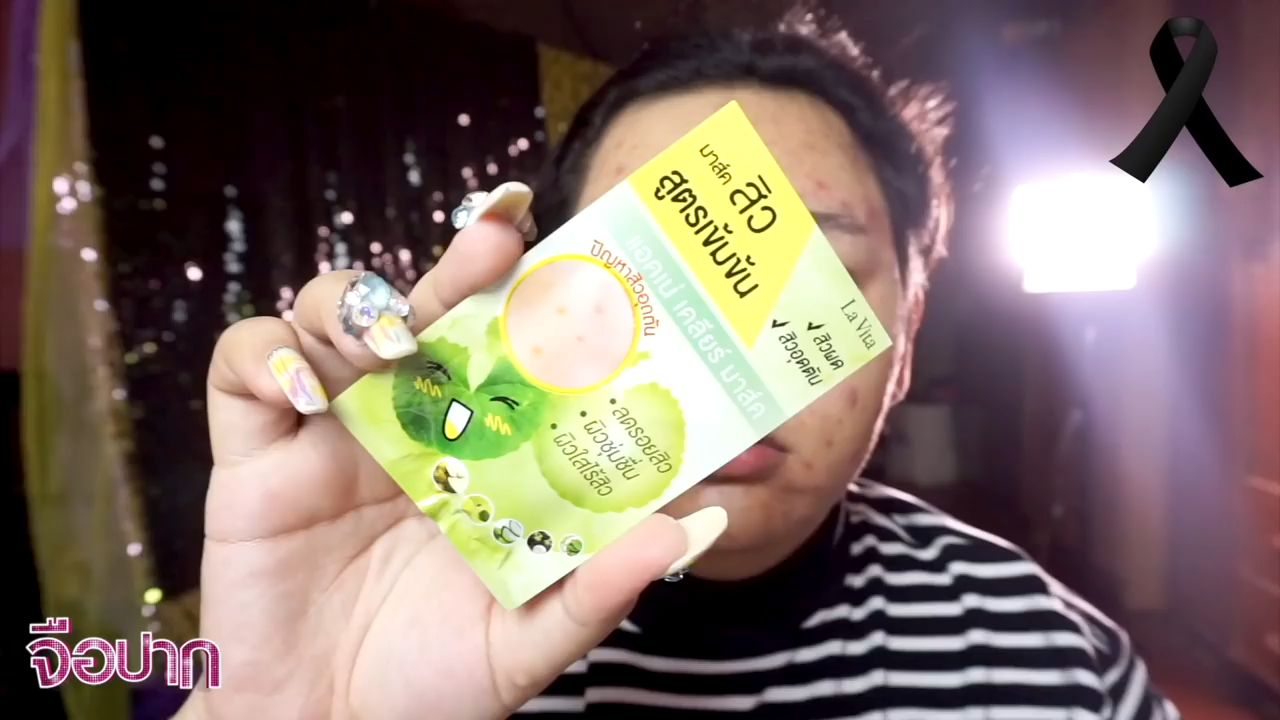 มาส์ค สิว
สูตรเข้มข้น
แอคเน่ เคลียร์ มาส์ค
ปัญหาสิวอุดตัน
La Vita
✓ สิวผด
✓ สิวอุดตัน
• ลดรอยสิว
• ผิวชุ่มชื่น
• ผิวใสไร้สิว
จือปาก